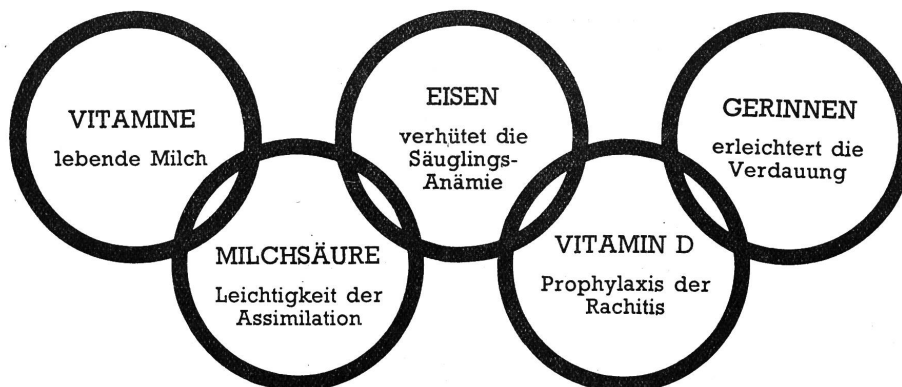 VITAMINE
lebende Milch
MILCHSÄURE
Leichtigkeit der
Assimilation
EISEN
verhütet die
Säuglings-
Anämie
VITAMIN D
Prophylaxis der
Rachitis
GERINNEN
erleichtert die
Verdauung